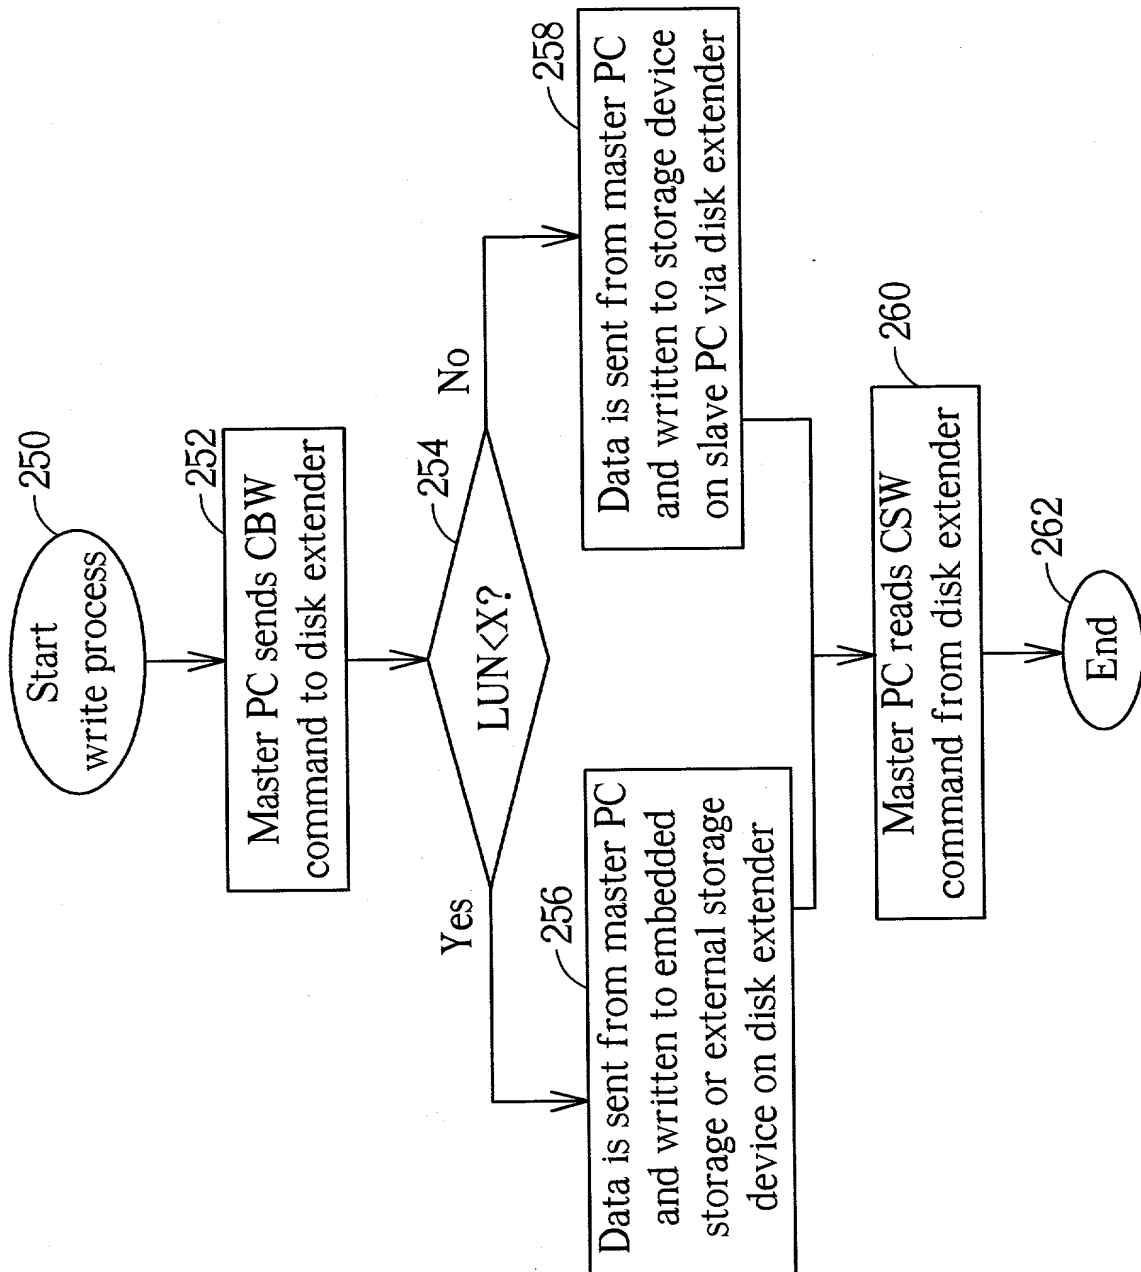 Start
write process
250
Master PC sends CBW
command to disk extender
252
LUN<X?
254
Yes
No
Data is sent from master PC
and written to embedded
storage or external storage
device on disk extender
256
Data is sent from master PC
and written to storage device
on slave PC via disk extender
258
Master PC reads CSW
command from disk extender
260
End
262